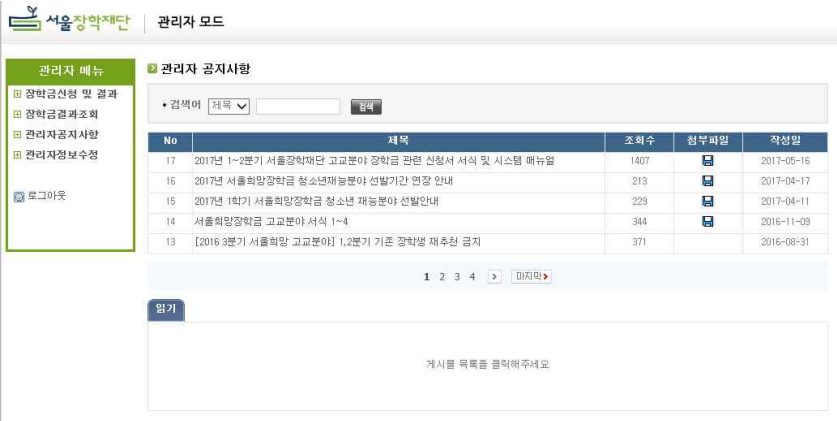 서울장학재단 관리자 모드
관리자 메뉴
장학금신청 및 결과
장학금결과조회
관리자공지사항
관리자정보수정
로그아웃
관리자 공지사항
• 검색어 제목 검색
No 제목 조회수 첨부파일 작성일
17 2017년 1~2분기 서울장학재단 고교분야 장학금 관련 신청서 서식 및 시스템 매뉴얼 1407 2017-05-16
16 2017년 서울희망장학금 청소년재능분야 선발기간 연장 안내 213 2017-04-17
15 2017년 1학기 서울희망장학금 청소년 재능분야 선발안내 229 2017-04-11
14 서울희망장학금 고교분야 서식 1~4 344 2016-11-09
13 [2016 3분기 서울희망 고교분야] 1,2분기 기존 장학생 재추천 금지 371 2016-08-31
1 2 3 4 > 마지막>
읽기
게시물 목록을 클릭해주세요